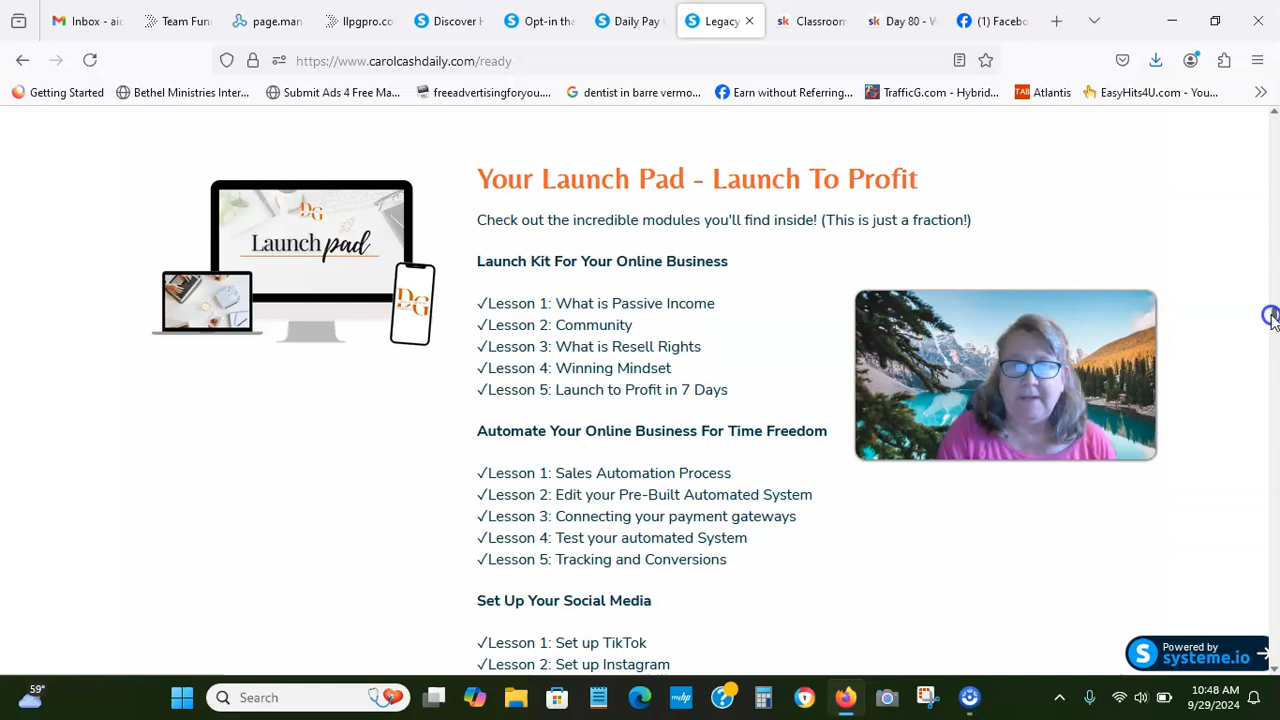 Inbox - aid
Team Fun
page.man
llpgpro.c
Discover H
Opt-in tha
Daily Pay
Legacy
Classroom
Day 80 - W
(1) Facebo
https://www.carolcashdaily.com/ready
Getting Started
Bethel Ministries Inter...
Submit Ads 4 Free Ma...
freeadvertisingforyou....
dentist in barre vermo...
Earn without Referring...
TrafficG.com - Hybrid...
TAB
Atlantis
EasyHits4U.com - You...
DG
Launch pad
DG
Your Launch Pad - Launch To Profit
Check out the incredible modules you'll find inside! (This is just a fraction!)
Launch Kit For Your Online Business
✓Lesson 1: What is Passive Income
✓Lesson 2: Community
✓Lesson 3: What is Resell Rights
✓Lesson 4: Winning Mindset
✓Lesson 5: Launch to Profit in 7 Days
Automate Your Online Business For Time Freedom
✓Lesson 1: Sales Automation Process
✓Lesson 2: Edit your Pre-Built Automated System
✓Lesson 3: Connecting your payment gateways
✓Lesson 4: Test your automated System
✓Lesson 5: Tracking and Conversions
Set Up Your Social Media
✓Lesson 1: Set up TikTok
✓Lesson 2: Set up Instagram
Powered by
systeme.io
59°
Search
10:48 AM
9/29/2024